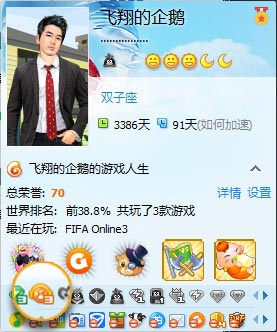 飞翔的企鹅
..............
双子座
3386天 91天(如何加速)
飞翔的企鹅的游戏人生
总荣誉: 70 详情 设置
世界排名: 前38.8% 共玩了3款游戏
最近在玩: FIFA Online3